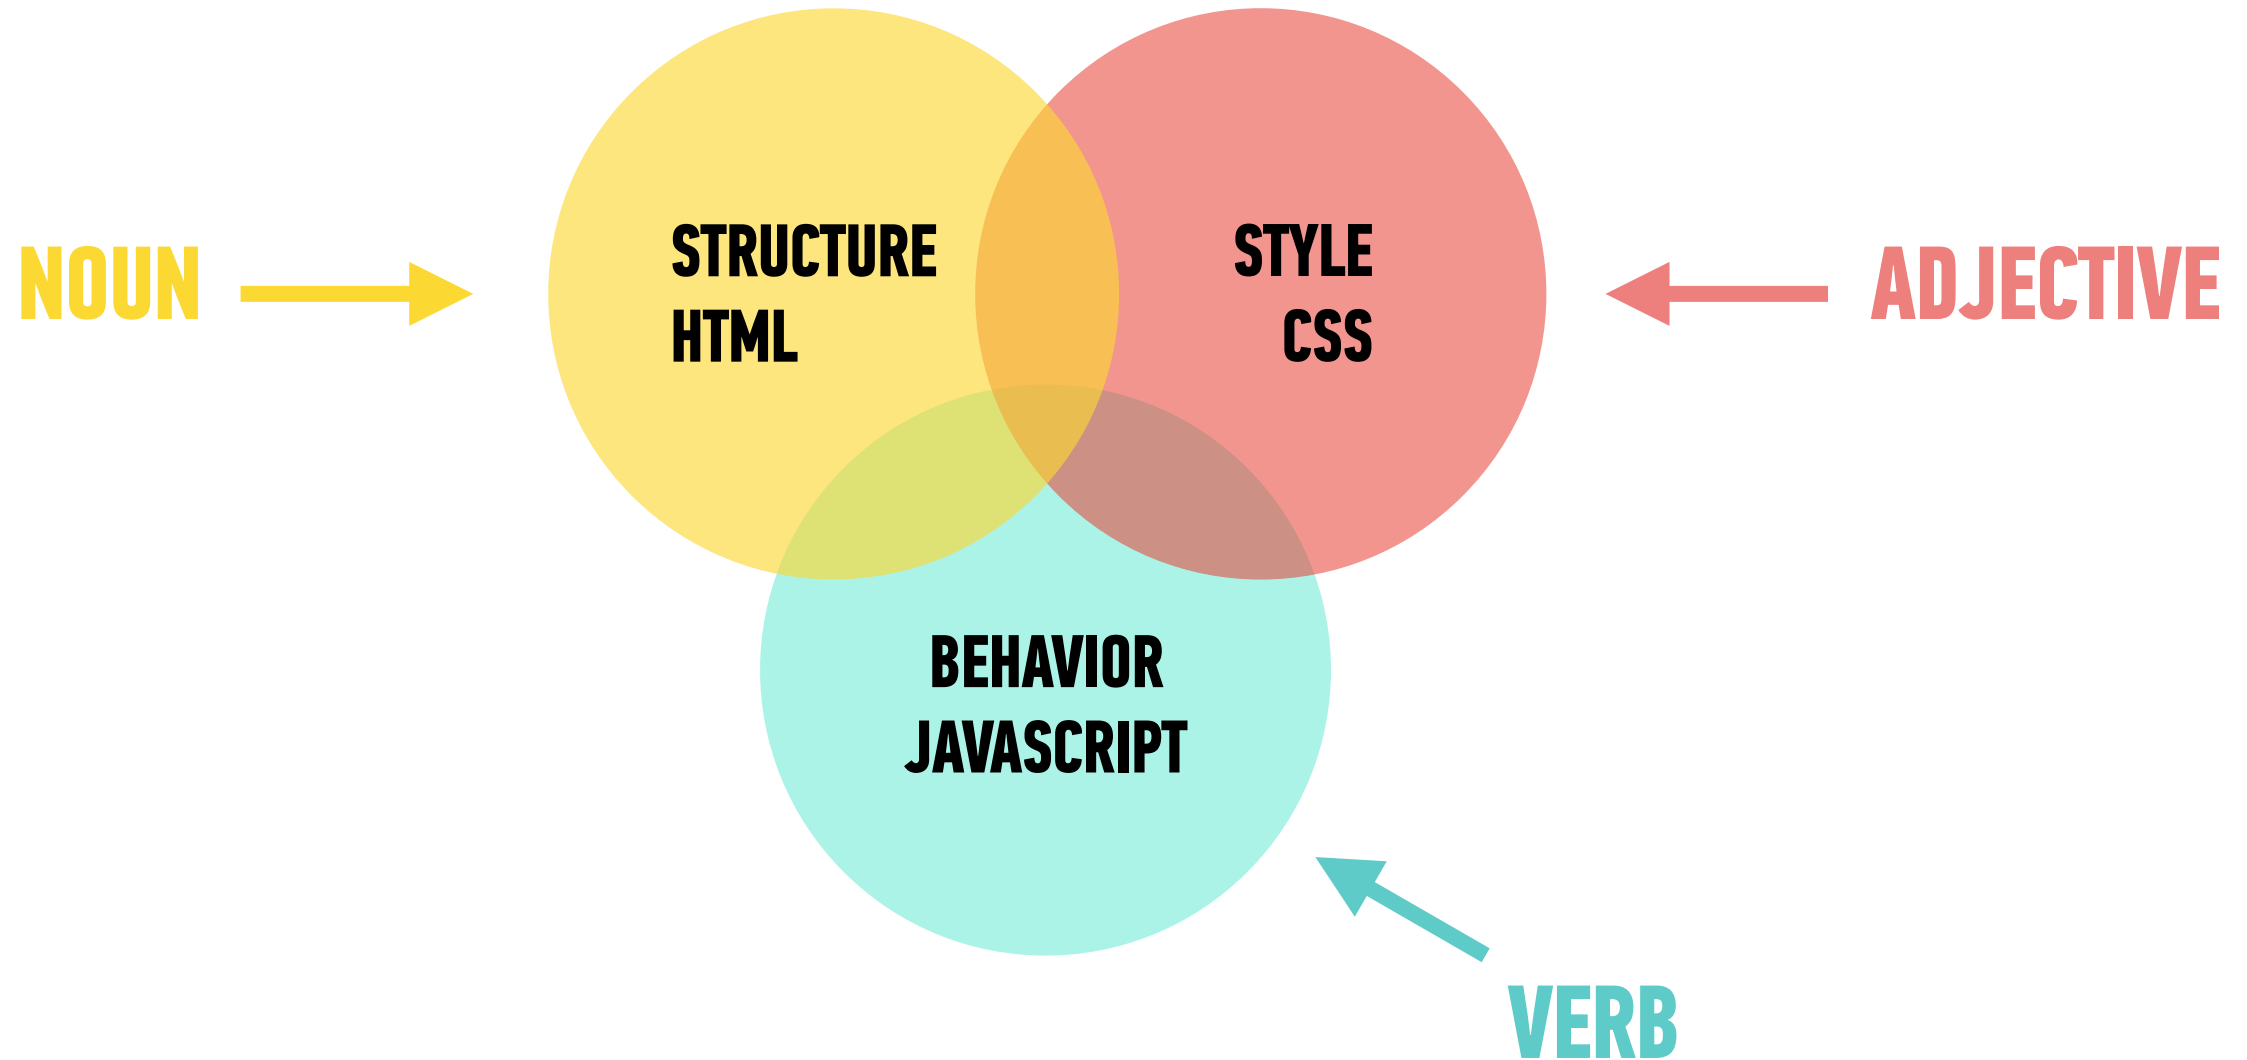 NOUN
STRUCTURE
HTML
STYLE
CSS
ADJECTIVE
BEHAVIOR
JAVASCRIPT
VERB